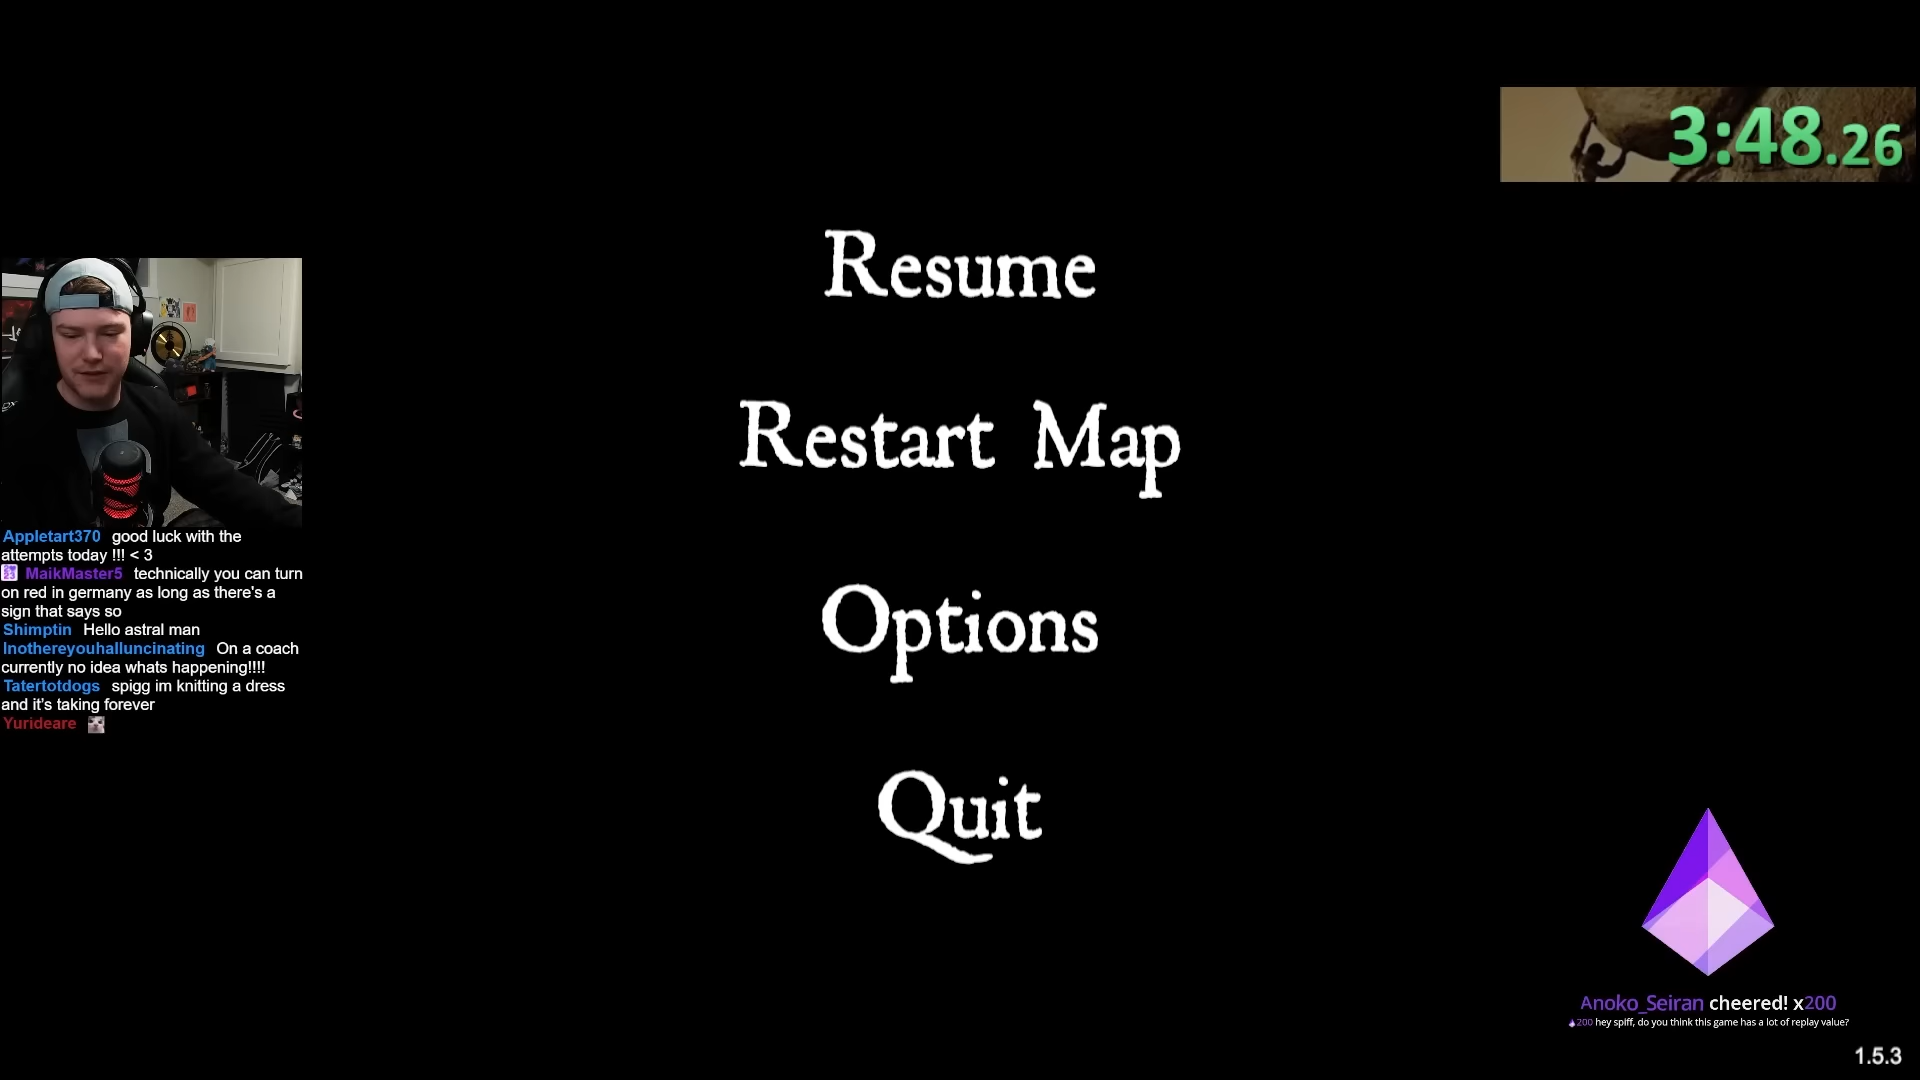 3:48.26
Resume
Restart Map
Options
Quit
Appletart370 good luck with the
attempts today !!! < 3
MaikMaster5 technically you can turn
on red in germany as long as there's a
sign that says so
Shimptin Hello astral man
Inothereyouhalluncinating On a coach
currently no idea whats happening!!!!
Tatertotdogs spigg im knitting a dress
and it's taking forever
Yurideare
Anoko_Seiran cheered! x200
200 hey spiff, do you think this game has a lot of replay value?
1.5.3